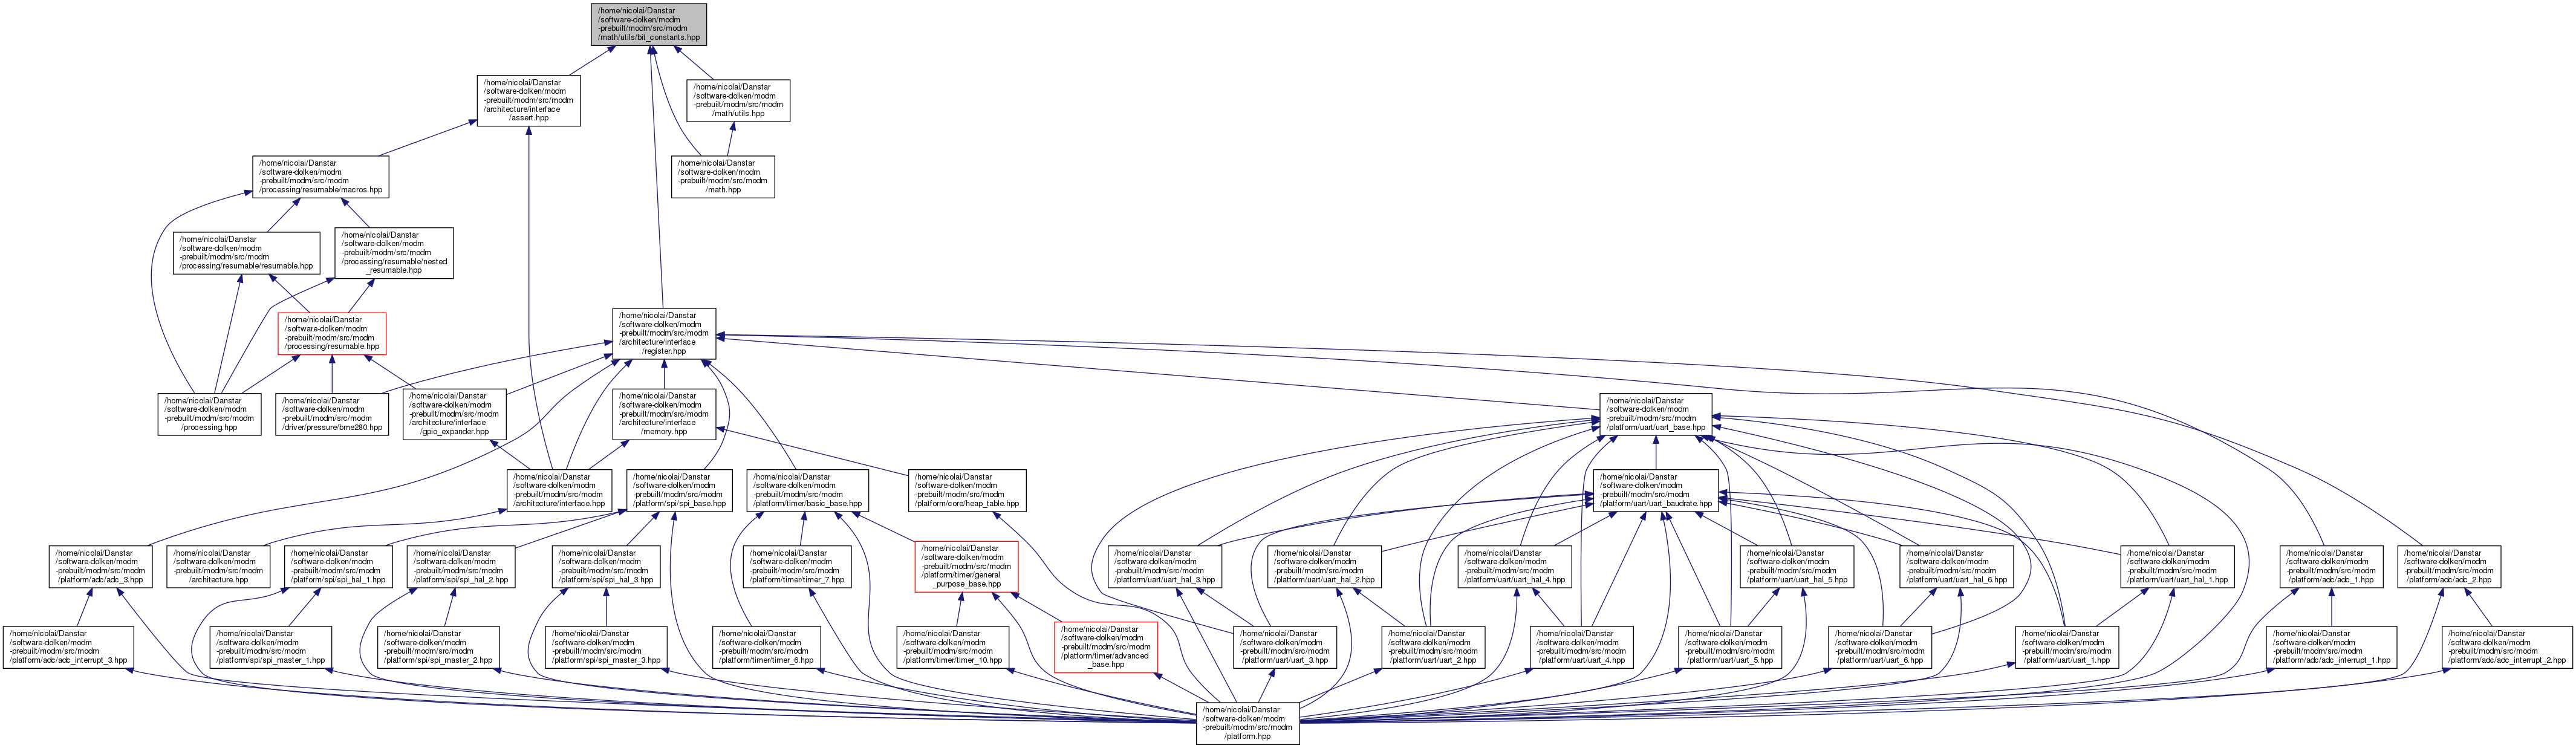 /home/nicolai/Danstar
/software-dolken/modm
-prebuilt/modm/src/modm
/math/utils/bit_constants.hpp
/home/nicolai/Danstar
/software-dolken/modm
-prebuilt/modm/src/modm
/architecture/interface
/assert.hpp
/home/nicolai/Danstar
/software-dolken/modm
-prebuilt/modm/src/modm
/math/utils.hpp
/home/nicolai/Danstar
/software-dolken/modm
-prebuilt/modm/src/modm
/processing/resumable/macros.hpp
/home/nicolai/Danstar
/software-dolken/modm
-prebuilt/modm/src/modm
/math.hpp
/home/nicolai/Danstar
/software-dolken/modm
-prebuilt/modm/src/modm
/processing/resumable/resumable.hpp
/home/nicolai/Danstar
/software-dolken/modm
-prebuilt/modm/src/modm
/processing/resumable/nested
_resumable.hpp
/home/nicolai/Danstar
/software-dolken/modm
-prebuilt/modm/src/modm
/processing/resumable.hpp
/home/nicolai/Danstar
/software-dolken/modm
-prebuilt/modm/src/modm
/architecture/interface
/register.hpp
/home/nicolai/Danstar
/software-dolken/modm
-prebuilt/modm/src/modm
/processing.hpp
/home/nicolai/Danstar
/software-dolken/modm
-prebuilt/modm/src/modm
/driver/pressure/bme280.hpp
/home/nicolai/Danstar
/software-dolken/modm
-prebuilt/modm/src/modm
/architecture/interface
/gpio_expander.hpp
/home/nicolai/Danstar
/software-dolken/modm
-prebuilt/modm/src/modm
/architecture/interface
/memory.hpp
/home/nicolai/Danstar
/software-dolken/modm
-prebuilt/modm/src/modm
/platform/uart/uart_base.hpp
/home/nicolai/Danstar
/software-dolken/modm
-prebuilt/modm/src/modm
/architecture/interface.hpp
/home/nicolai/Danstar
/software-dolken/modm
-prebuilt/modm/src/modm
/platform/spi/spi_base.hpp
/home/nicolai/Danstar
/software-dolken/modm
-prebuilt/modm/src/modm
/platform/timer/basic_base.hpp
/home/nicolai/Danstar
/software-dolken/modm
-prebuilt/modm/src/modm
/platform/core/heap_table.hpp
/home/nicolai/Danstar
/software-dolken/modm
-prebuilt/modm/src/modm
/platform/uart/uart_baudrate.hpp
/home/nicolai/Danstar
/software-dolken/modm
-prebuilt/modm/src/modm
/platform/adc/adc_3.hpp
/home/nicolai/Danstar
/software-dolken/modm
-prebuilt/modm/src/modm
/architecture.hpp
/home/nicolai/Danstar
/software-dolken/modm
-prebuilt/modm/src/modm
/platform/spi/spi_hal_1.hpp
/home/nicolai/Danstar
/software-dolken/modm
-prebuilt/modm/src/modm
/platform/spi/spi_hal_2.hpp
/home/nicolai/Danstar
/software-dolken/modm
-prebuilt/modm/src/modm
/platform/spi/spi_hal_3.hpp
/home/nicolai/Danstar
/software-dolken/modm
-prebuilt/modm/src/modm
/platform/timer/timer_7.hpp
/home/nicolai/Danstar
/software-dolken/modm
-prebuilt/modm/src/modm
/platform/timer/general
_purpose_base.hpp
/home/nicolai/Danstar
/software-dolken/modm
-prebuilt/modm/src/modm
/platform/uart/uart_hal_3.hpp
/home/nicolai/Danstar
/software-dolken/modm
-prebuilt/modm/src/modm
/platform/uart/uart_hal_2.hpp
/home/nicolai/Danstar
/software-dolken/modm
-prebuilt/modm/src/modm
/platform/uart/uart_hal_4.hpp
/home/nicolai/Danstar
/software-dolken/modm
-prebuilt/modm/src/modm
/platform/uart/uart_hal_5.hpp
/home/nicolai/Danstar
/software-dolken/modm
-prebuilt/modm/src/modm
/platform/uart/uart_hal_6.hpp
/home/nicolai/Danstar
/software-dolken/modm
-prebuilt/modm/src/modm
/platform/uart/uart_hal_1.hpp
/home/nicolai/Danstar
/software-dolken/modm
-prebuilt/modm/src/modm
/platform/adc/adc_1.hpp
/home/nicolai/Danstar
/software-dolken/modm
-prebuilt/modm/src/modm
/platform/adc/adc_2.hpp
/home/nicolai/Danstar
/software-dolken/modm
-prebuilt/modm/src/modm
/platform/adc/adc_interrupt_3.hpp
/home/nicolai/Danstar
/software-dolken/modm
-prebuilt/modm/src/modm
/platform/spi/spi_master_1.hpp
/home/nicolai/Danstar
/software-dolken/modm
-prebuilt/modm/src/modm
/platform/spi/spi_master_2.hpp
/home/nicolai/Danstar
/software-dolken/modm
-prebuilt/modm/src/modm
/platform/spi/spi_master_3.hpp
/home/nicolai/Danstar
/software-dolken/modm
-prebuilt/modm/src/modm
/platform/timer/timer_6.hpp
/home/nicolai/Danstar
/software-dolken/modm
-prebuilt/modm/src/modm
/platform/timer/timer_10.hpp
/home/nicolai/Danstar
/software-dolken/modm
-prebuilt/modm/src/modm
/platform/timer/advanced
_base.hpp
/home/nicolai/Danstar
/software-dolken/modm
-prebuilt/modm/src/modm
/platform/uart/uart_3.hpp
/home/nicolai/Danstar
/software-dolken/modm
-prebuilt/modm/src/modm
/platform/uart/uart_2.hpp
/home/nicolai/Danstar
/software-dolken/modm
-prebuilt/modm/src/modm
/platform/uart/uart_4.hpp
/home/nicolai/Danstar
/software-dolken/modm
-prebuilt/modm/src/modm
/platform/uart/uart_5.hpp
/home/nicolai/Danstar
/software-dolken/modm
-prebuilt/modm/src/modm
/platform/uart/uart_6.hpp
/home/nicolai/Danstar
/software-dolken/modm
-prebuilt/modm/src/modm
/platform/uart/uart_1.hpp
/home/nicolai/Danstar
/software-dolken/modm
-prebuilt/modm/src/modm
/platform/adc/adc_interrupt_1.hpp
/home/nicolai/Danstar
/software-dolken/modm
-prebuilt/modm/src/modm
/platform/adc/adc_interrupt_2.hpp
/home/nicolai/Danstar
/software-dolken/modm
-prebuilt/modm/src/modm
/platform.hpp